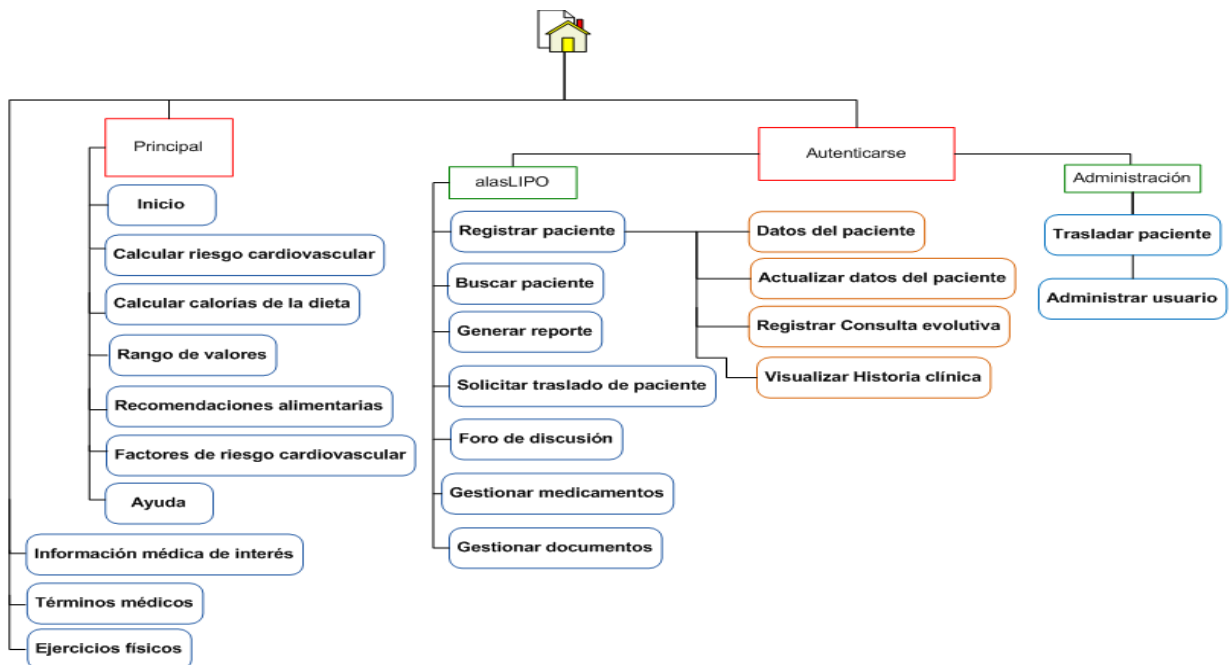 Principal
Inicio
Calcular riesgo cardiovascular
Calcular calorías de la dieta
Rango de valores
Recomendaciones alimentarias
Factores de riesgo cardiovascular
Ayuda
Información médica de interés
Términos médicos
Ejercicios físicos
Autenticarse
alasLIPO
Registrar paciente
Buscar paciente
Generar reporte
Solicitar traslado de paciente
Foro de discusión
Gestionar medicamentos
Gestionar documentos
Datos del paciente
Actualizar datos del paciente
Registrar Consulta evolutiva
Visualizar Historia clínica
Administración
Trasladar paciente
Administrar usuario